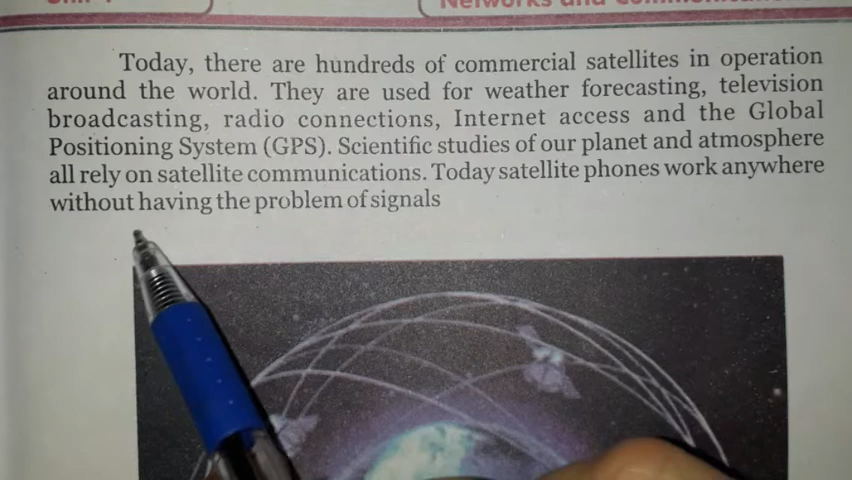 Networks and
Today, there are hundreds of commercial satellites in operation
around the world. They are used for weather forecasting, television
broadcasting, radio connections, Internet access and the Global
Positioning System (GPS). Scientific studies of our planet and atmosphere
all rely on satellite communications. Today satellite phones work anywhere
without having the problem of signals